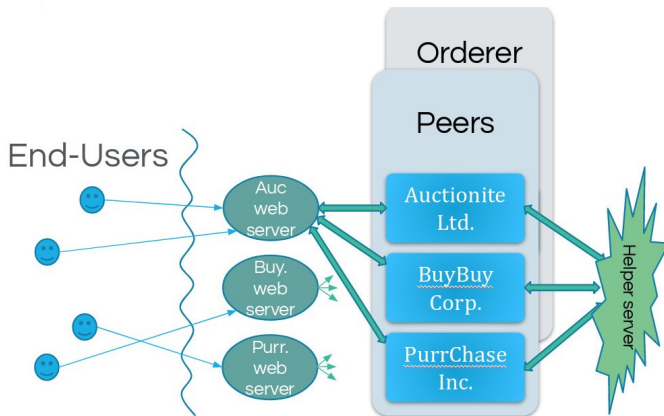 Orderer
Peers
End-Users
Auc
web
server
Auctionite
Ltd.
Buy.
web
server
BuyBuy
Corp.
Purr.
web
server
PurrChase
Inc.
Helper server